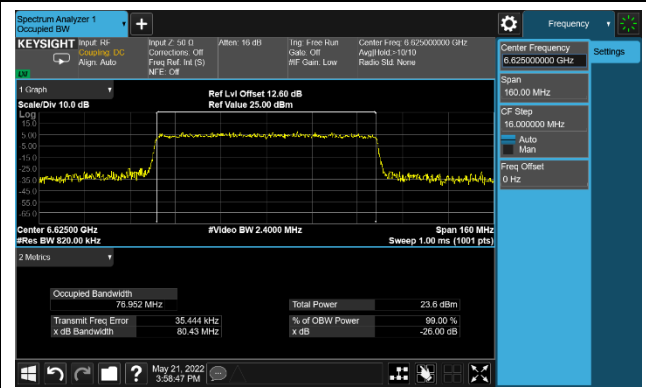 Spectrum Analyzer 1
Occupied BW
+
Frequency
KEYSIGHT Input: RF Input Z: 50 Ω Atten: 16 dB Trig: Free Run Center Freq: 6.625000000 GHz
Coupling: DC Corrections: Off Gate: Off Avg|Hold:>10/10
Align: Auto Freq Ref: Int (S) #IF Gain: Low Radio Std: None
LXI NFE: Off
Center Frequency
6.625000000 GHz
Settings
Span
160.00 MHz
CF Step
16.000000 MHz
Auto
Man
Freq Offset
0 Hz
1 Graph Ref Lvl Offset 12.60 dB
Scale/Div 10.0 dB Ref Value 25.00 dBm
Log
15.0
5.00
-5.00
-15.0
-25.0
-35.0
-45.0
-55.0
-65.0
Center 6.62500 GHz #Video BW 2.4000 MHz Span 160 MHz
#Res BW 820.00 kHz Sweep 1.00 ms (1001 pts)
2 Metrics
Occupied Bandwidth
76.952 MHz Total Power 23.6 dBm
Transmit Freq Error 35.444 kHz % of OBW Power 99.00 %
x dB Bandwidth 80.43 MHz x dB -26.00 dB
? May 21, 2022
3:58:47 PM